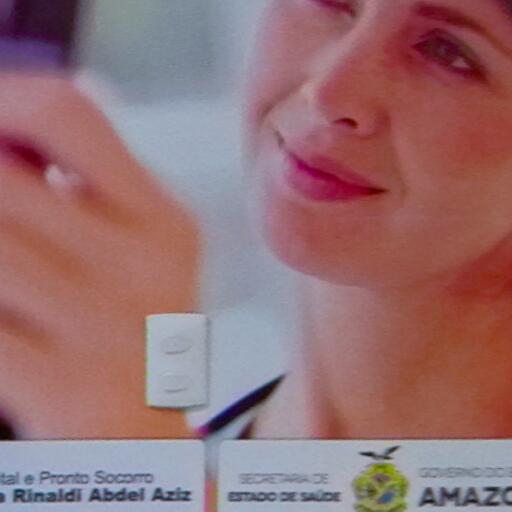 tal e Pronto Socorro
a Rinaldi Abdel Aziz
SECRETARIA DE
ESTADO DE SAÚDE
GOVERNO DO E
AMAZO